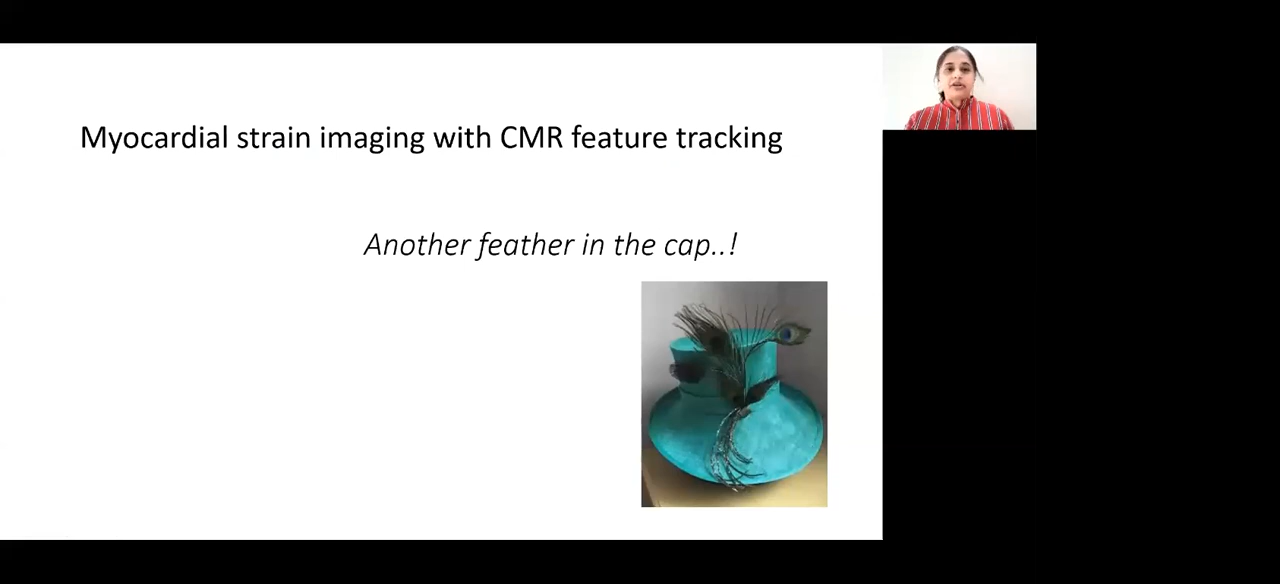 Myocardial strain imaging with CMR feature tracking
Another feather in the cap..!